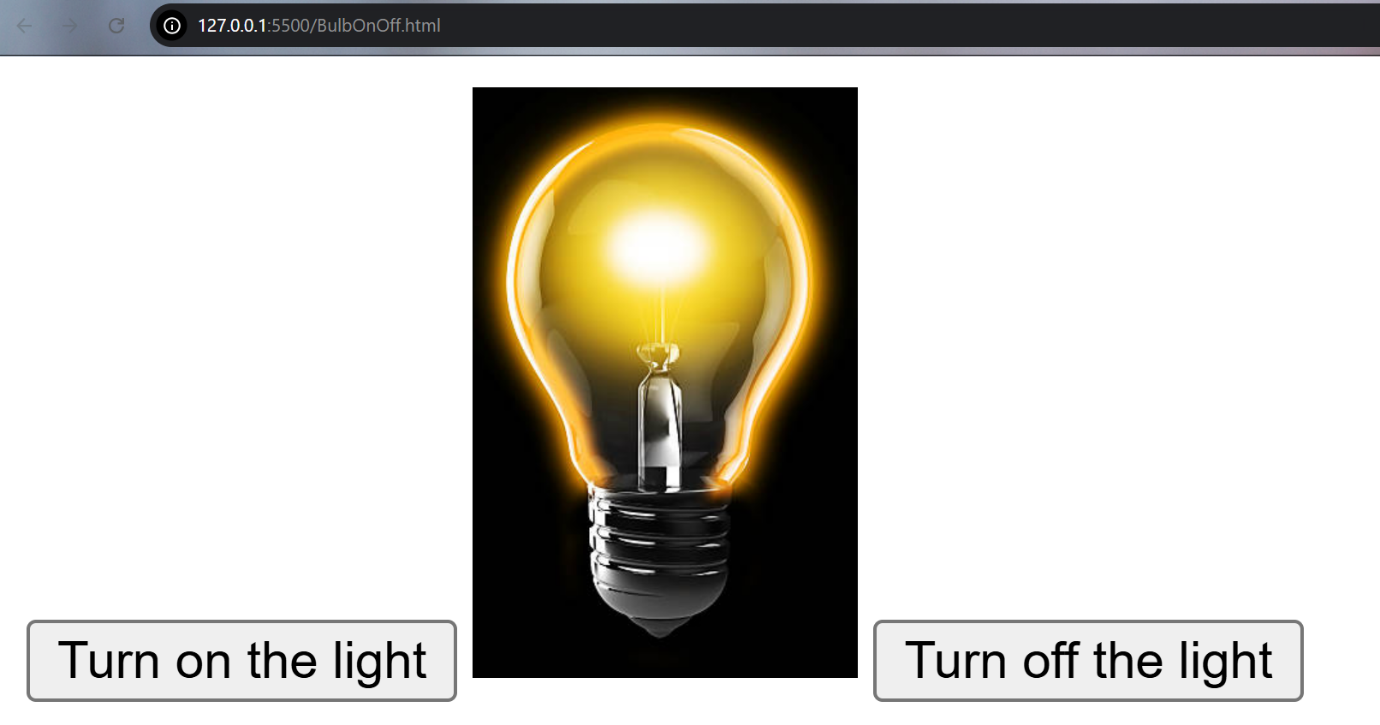 127.0.0.1:5500/BulbOnOff.html
Turn on the light
Turn off the light